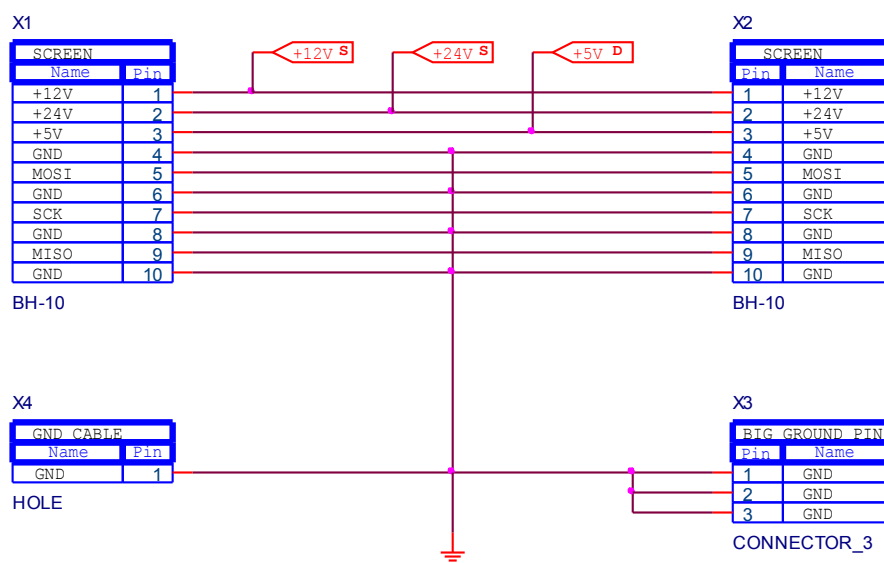 X1
X2
+12V S
+24V S
+5V D
SCREEN
Name Pin
+12V 1
+24V 2
+5V 3
GND 4
MOSI 5
GND 6
SCK 7
GND 8
MISO 9
GND 10
BH-10
SCREEN
Pin Name
1 +12V
2 +24V
3 +5V
4 GND
5 MOSI
6 GND
7 SCK
8 GND
9 MISO
10 GND
BH-10
X4
GND CABLE
Name Pin
GND 1
HOLE
X3
BIG GROUND PIN
Pin Name
1 GND
2 GND
3 GND
CONNECTOR_3